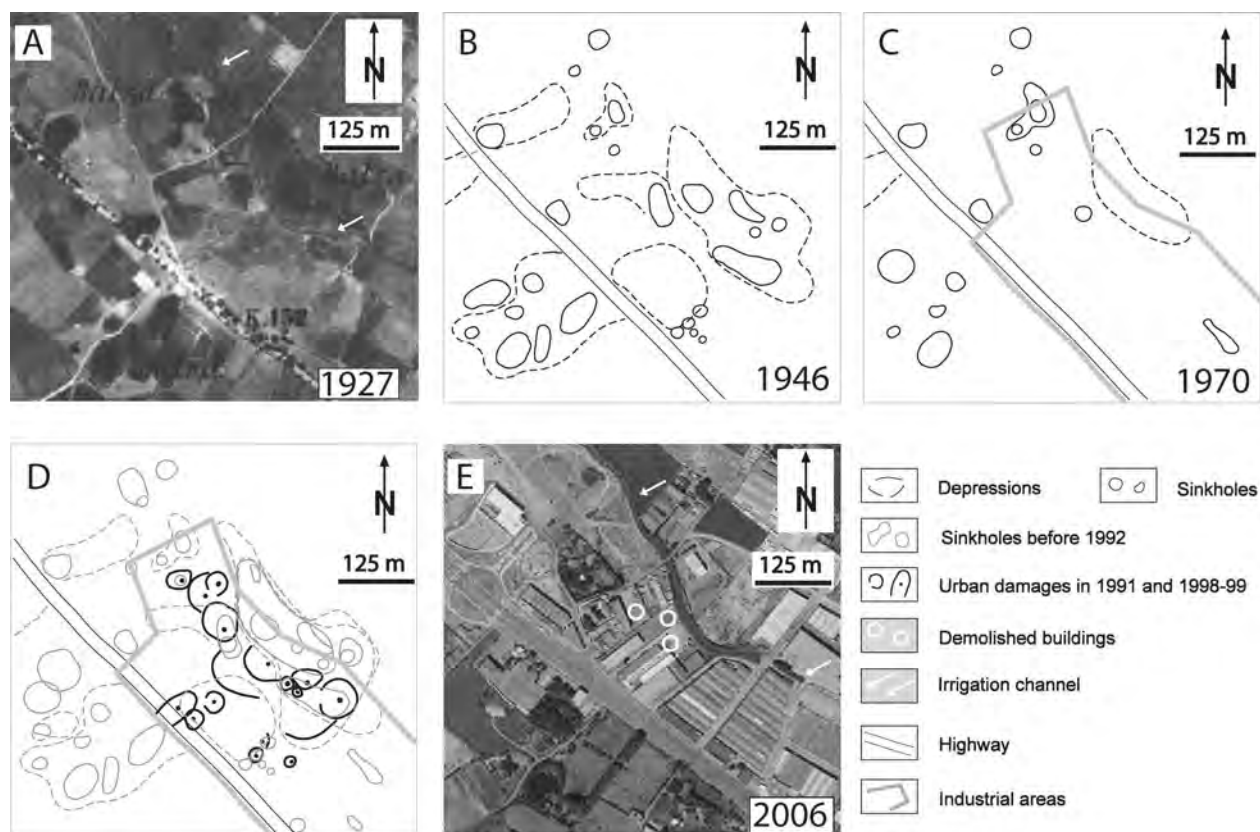 A
N
125 m
K.152
1927
B
N
125 m
1946
C
N
125 m
1970
D
N
125 m
E
N
125 m
2006
Depressions
Sinkholes
Sinkholes before 1992
Urban damages in 1991 and 1998-99
Demolished buildings
Irrigation channel
Highway
Industrial areas